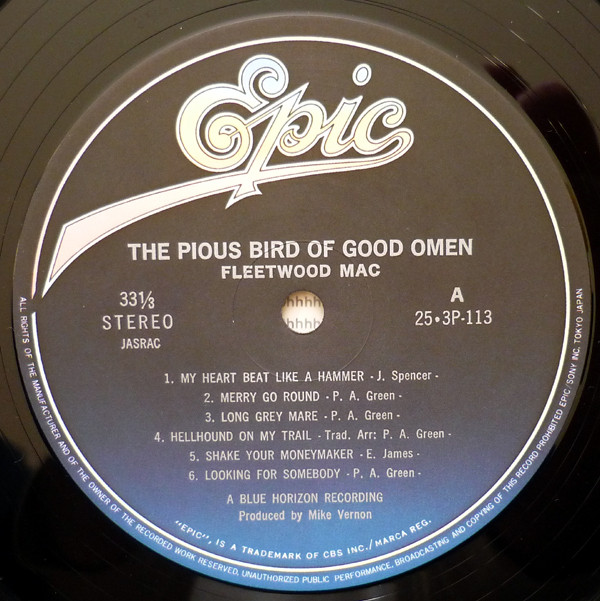 Epic
THE PIOUS BIRD OF GOOD OMEN
FLEETWOOD MAC
33⅓
STEREO
JASRAC
A
25•3P-113
hhhh
hhhh
1. MY HEART BEAT LIKE A HAMMER - J. Spencer -
2. MERRY GO ROUND - P. A. Green -
3. LONG GREY MARE - P. A. Green -
4. HELLHOUND ON MY TRAIL - Trad. Arr: P. A. Green -
5. SHAKE YOUR MONEYMAKER - E. James -
6. LOOKING FOR SOMEBODY - P. A. Green -
A BLUE HORIZON RECORDING
Produced by Mike Vernon
"EPIC", IS A TRADEMARK OF CBS INC./MARCA REG.
ALL RIGHTS OF THE MANUFACTURER AND OF THE OWNER OF THE RECORDED WORK RESERVED. UNAUTHORIZED PUBLIC PERFORMANCE, BROADCASTING AND COPYING OF THIS RECORD PROHIBITED EPIC/SONY INC. TOKYO JAPAN